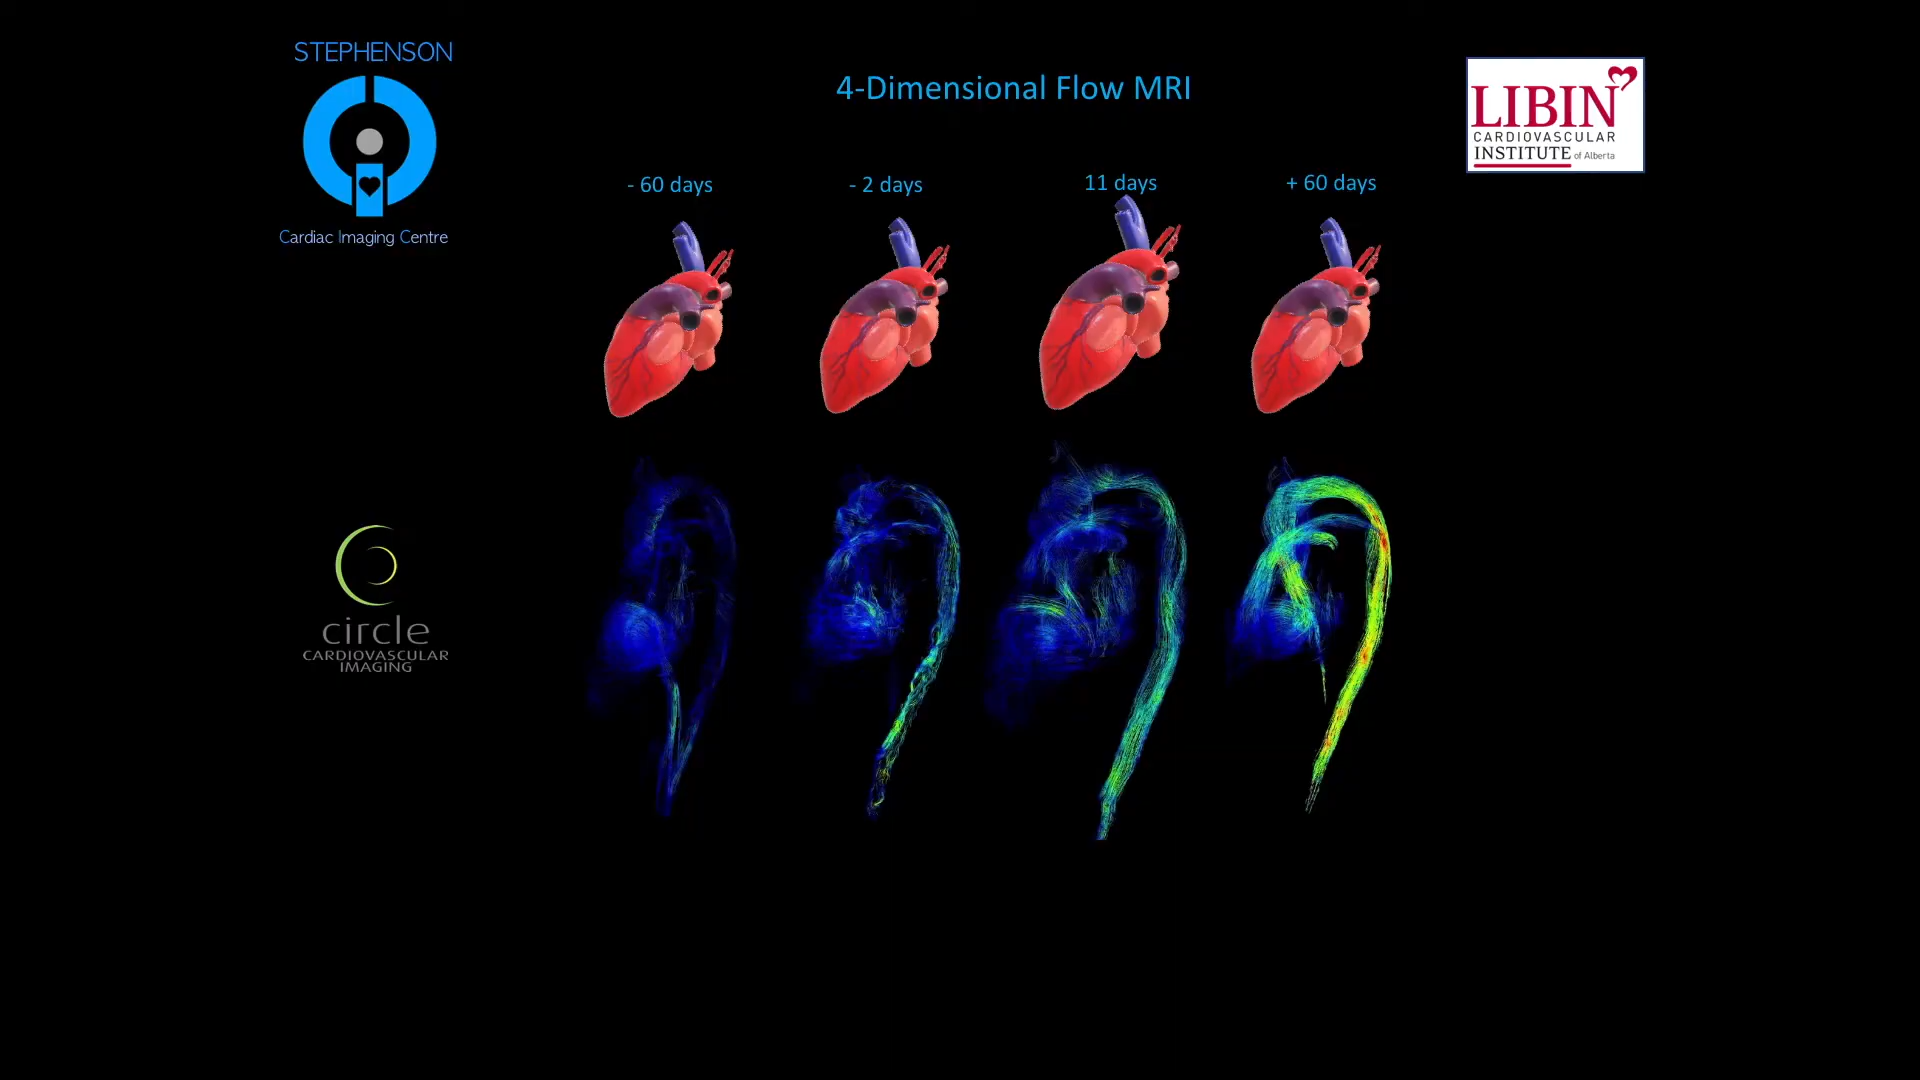 STEPHENSON
Cardiac Imaging Centre
4-Dimensional Flow MRI
LIBIN
CARDIOVASCULAR
INSTITUTE of Alberta
- 60 days
- 2 days
11 days
+ 60 days
circle
CARDIOVASCULAR
IMAGING